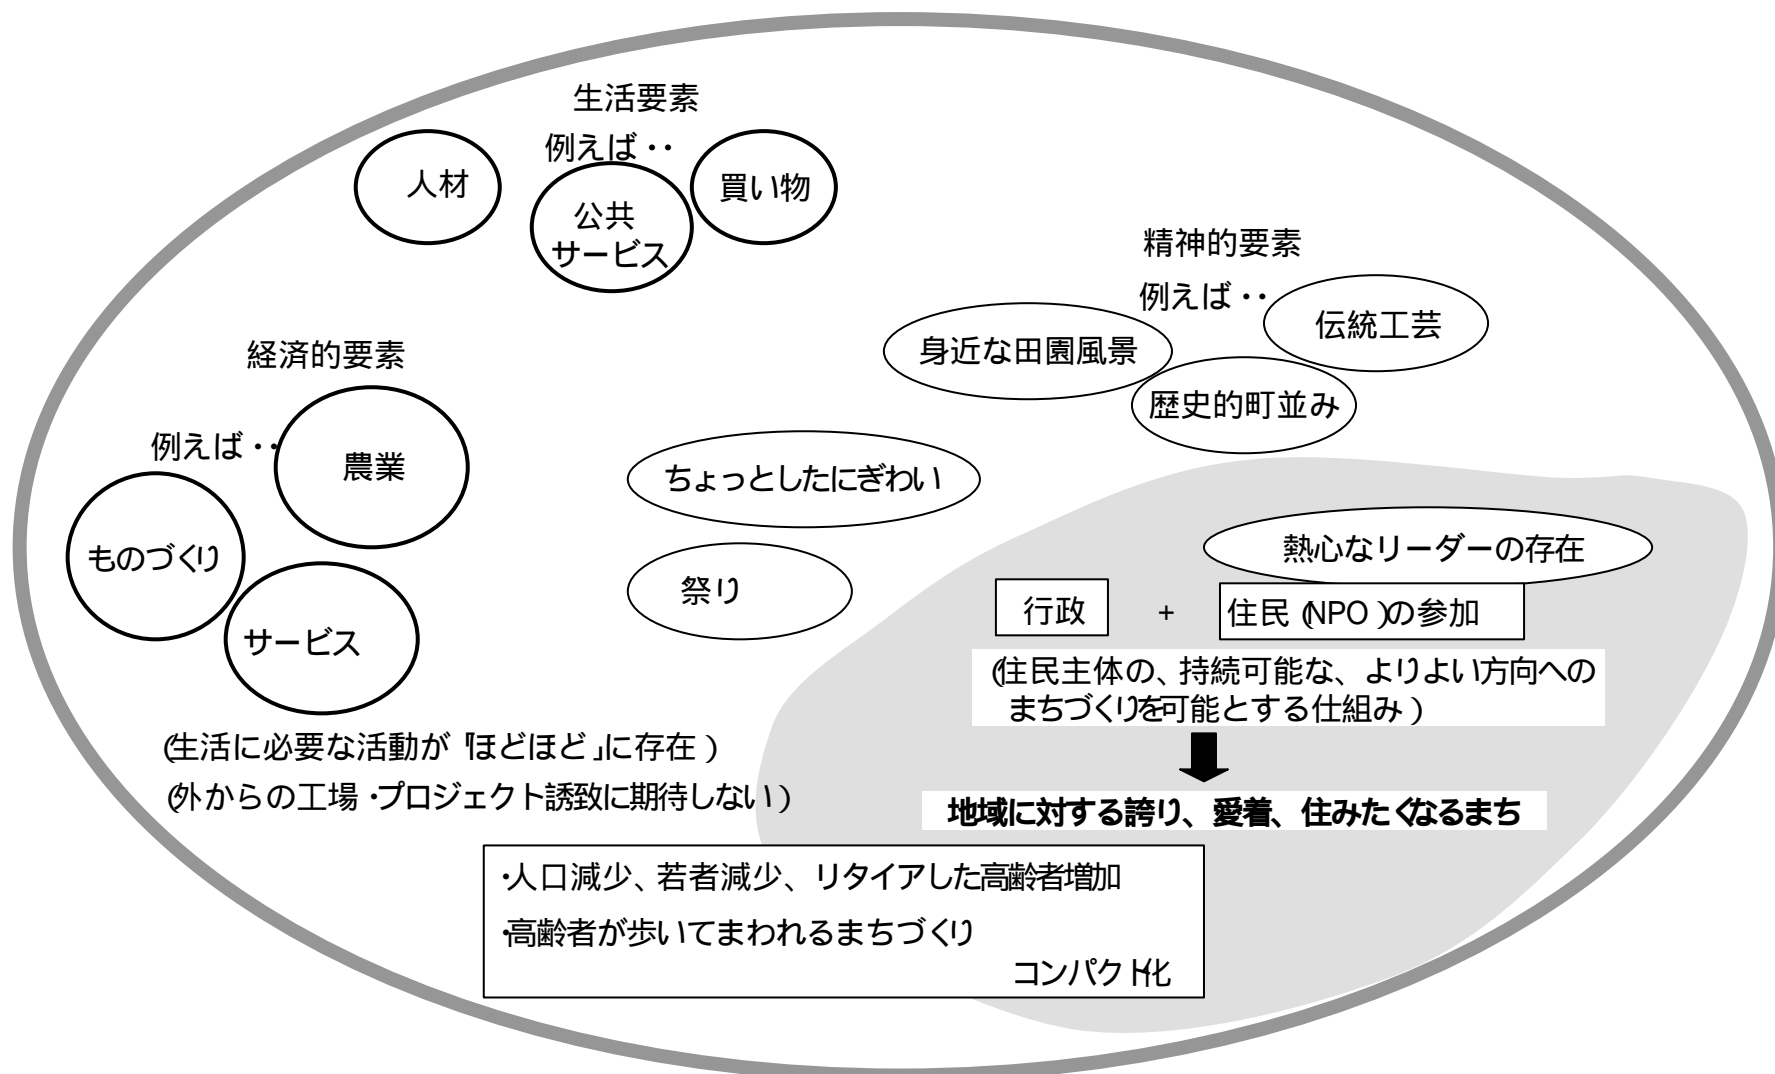 生活要素
例えば・・
人材
公共
サービス
買い物
精神的要素
例えば・・
伝統工芸
身近な田園風景
歴史的町並み
経済的要素
例えば・・
農業
ものづくり
サービス
ちょっとしたにぎわい
祭り
熱心なリーダーの存在
行政 + 住民(NPO)の参加
(住民主体の、持続可能な、よりよい方向への
まちづくりを可能とする仕組み)
(生活に必要な活動が「ほどほど」に存在)
(外からの工場・プロジェクト誘致に期待しない)
地域に対する誇り、愛着、住みたくなるまち
・人口減少、若者減少、リタイアした高齢者増加
・高齢者が歩いてまわれるまちづくり
コンパクト化